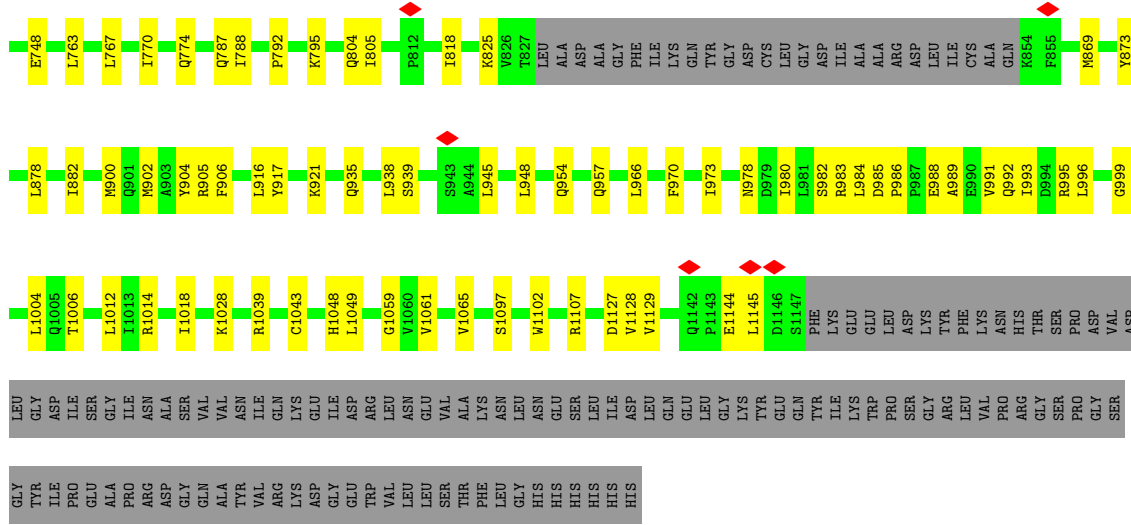 E748 L763 L767 I770 Q774 Q787 I788 P792 K795 Q804 I805 P812 I818 K825 V826 T827 LEU ALA ASP ALA GLY PHE ILE LYS GLN TYR GLY ASP CYS LEU GLY ASP ILE ALA ALA ARG ASP LEU ILE CYS ALA GLN K854 F855 M869 Y873
L878 I882 M900 Q901 M902 A903 Y904 R905 F906 L916 Y917 K921 Q935 L938 S939 S943 A944 L945 L948 Q954 Q957 L966 F970 I973 N978 D979 I980 L981 S982 R983 L984 D985 P986 P987 E988 A989 E990 V991 Q992 I993 D994 R995 L996 G999
L1004 Q1005 T1006 L1012 I1013 R1014 I1018 K1028 R1039 C1043 H1048 L1049 G1059 V1060 V1061 V1065 S1097 W1102 R1107 D1127 V1128 V1129 Q1142 P1143 E1144 L1145 D1146 S1147 PHE LYS GLU GLU LEU ASP LYS TYR PHE LYS ASN HIS THR SER PRO ASP VAL ASP
LEU GLY ASP ILE SER GLY ILE ASN ALA SER VAL VAL ASN ILE GLN LYS GLU ILE ASP ARG LEU ASN GLU VAL ALA LYS ASN LEU ASN GLU SER LEU ILE ASP LEU GLN GLU LEU GLY LYS TYR GLU GLN TYR ILE LYS TRP PRO SER GLY ARG LEU VAL PRO ARG GLY SER PRO GLY SER
GLY TYR ILE PRO GLU ALA PRO ARG ASP GLY GLN ALA TYR VAL ARG LYS ASP GLY GLU TRP VAL LEU LEU SER THR PHE LEU GLY HIS HIS HIS HIS HIS HIS